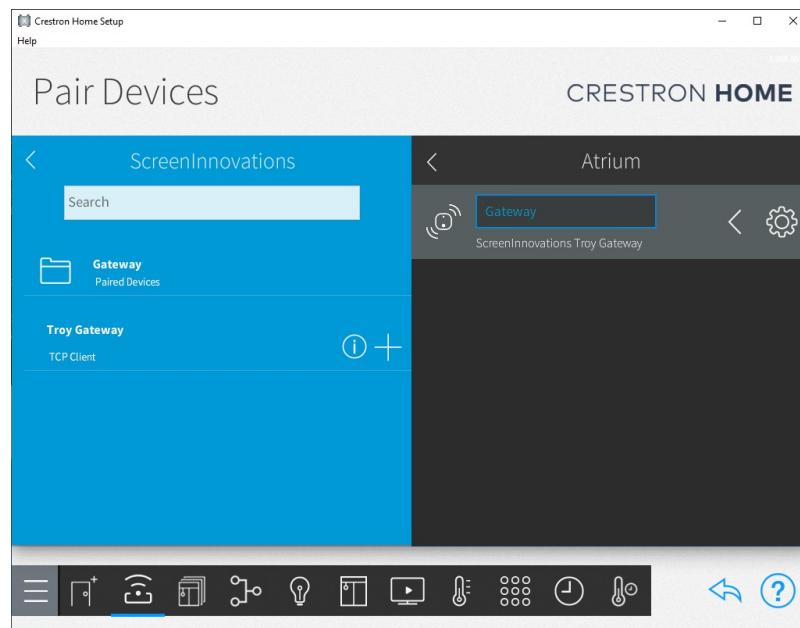 Crestron Home Setup
Help
Pair Devices
CRESTRON HOME
ScreenInnovations
Search
Gateway
Paired Devices
Troy Gateway
TCP Client
Atrium
Gateway
ScreenInnovations Troy Gateway
?